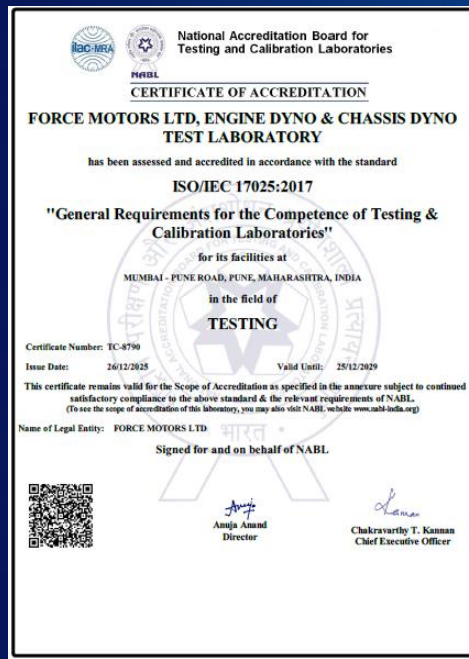 ilac-MRA
NABL
National Accreditation Board for
Testing and Calibration Laboratories
CERTIFICATE OF ACCREDITATION
FORCE MOTORS LTD, ENGINE DYNO & CHASSIS DYNO
TEST LABORATORY
has been assessed and accredited in accordance with the standard
ISO/IEC 17025:2017
"General Requirements for the Competence of Testing &
Calibration Laboratories"
for its facilities at
MUMBAI - PUNE ROAD, PUNE, MAHARASHTRA, INDIA
in the field of
TESTING
Certificate Number: TC-8790
Issue Date: 26/12/2025 Valid Until: 25/12/2029
This certificate remains valid for the Scope of Accreditation as specified in the annexure subject to continued
satisfactory compliance to the above standard & the relevant requirements of NABL.
(To see the scope of accreditation of this laboratory, you may also visit NABL website www.nabl-india.org)
Name of Legal Entity: FORCE MOTORS LTD
भारत
Signed for and on behalf of NABL
Anuja Anand
Director
Chakravarthy T. Kannan
Chief Executive Officer